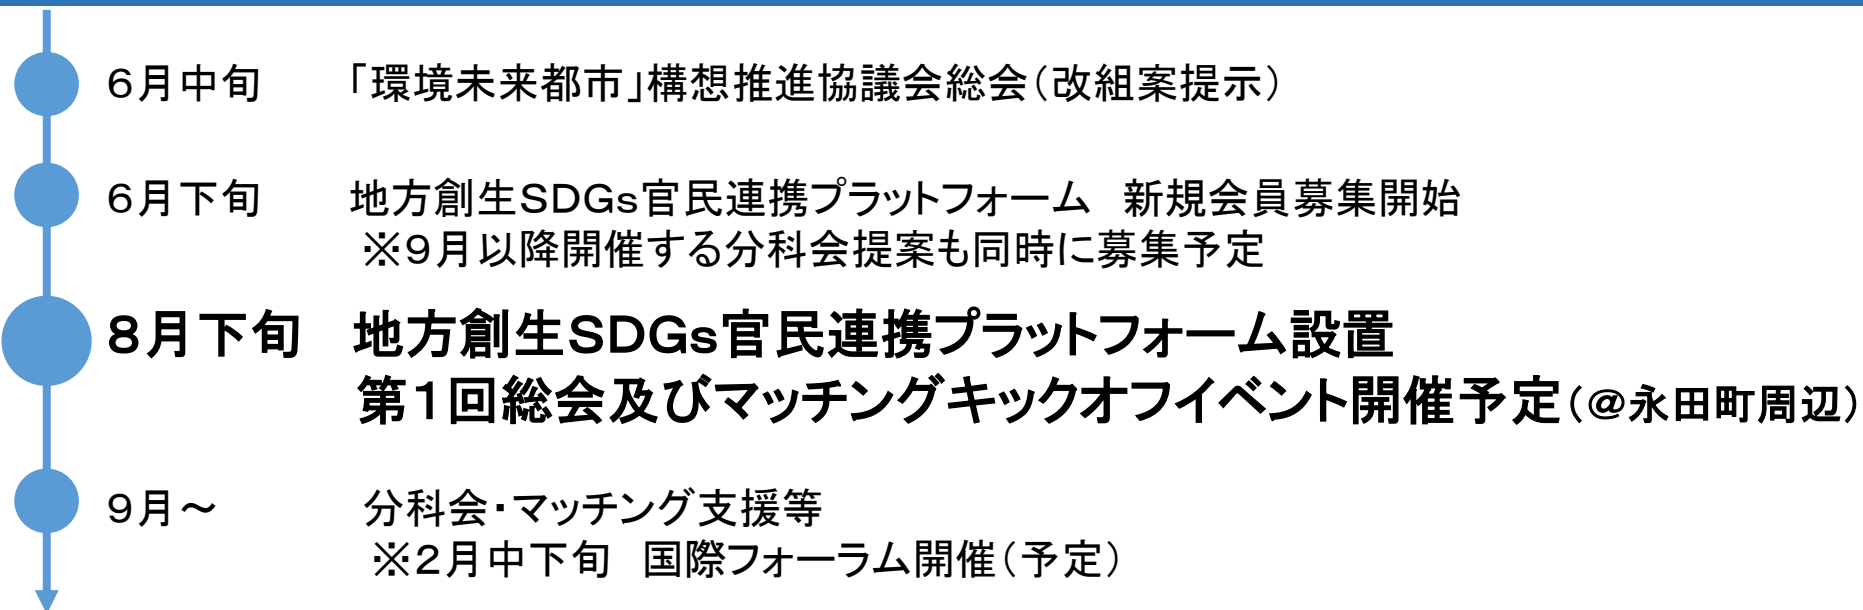 ６月中旬　「環境未来都市」構想推進協議会総会（改組案提示）
６月下旬　地方創生ＳＤＧｓ官民連携プラットフォーム　新規会員募集開始
※９月以降開催する分科会提案も同時に募集予定
８月下旬　地方創生ＳＤＧｓ官民連携プラットフォーム設置
第１回総会及びマッチングキックオフイベント開催予定（＠永田町周辺）
９月～　分科会・マッチング支援等
※２月中下旬　国際フォーラム開催（予定）